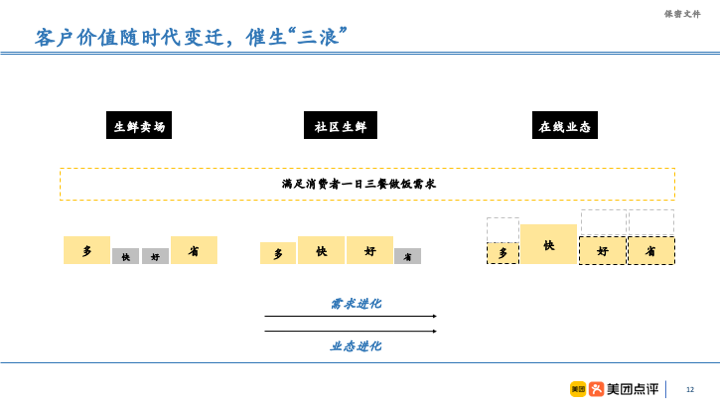 保密文件
客户价值随时代变迁，催生“三浪”
生鲜卖场
社区生鲜
在线业态
满足消费者一日三餐做饭需求
多 快 好 省
多 快 好 省
多 快 好 省
需求进化
业态进化
美团 美团点评 12